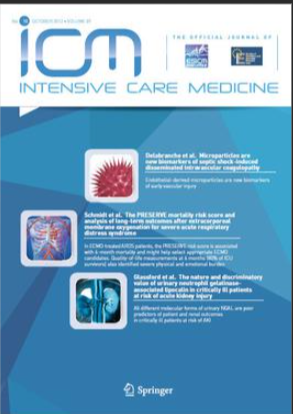 No 10 OCTOBER 2013 • VOLUME 39
icm
THE OFFICIAL JOURNAL OF
INTENSIVE CARE MEDICINE
Delabranche et al. Microparticles are
new biomarkers of septic shock-induced
disseminated intravascular coagulopathy
Endothelial-derived microparticles are new biomarkers
of early vascular injury
Schmidt et al. The PRESERVE mortality risk score and
analysis of long-term outcomes after extracorporeal
membrane oxygenation for severe acute respiratory
distress syndrome
In ECMO-treated ARDS patients, the PRESERVE risk score is associated
with 6-month mortality and might help select appropriate ECMO
candidates. Quality-of-life measurements at 6 months (80% of ICU
survivors) also identified severe physical and emotional burden.
Glassford et al. The nature and discriminatory
value of urinary neutrophil gelatinase-
associated lipocalin in critically ill patients
at risk of acute kidney injury
All different molecular forms of urinary NGAL are poor
predictors of patient and renal outcomes
in critically ill patients at risk of AKI
Springer